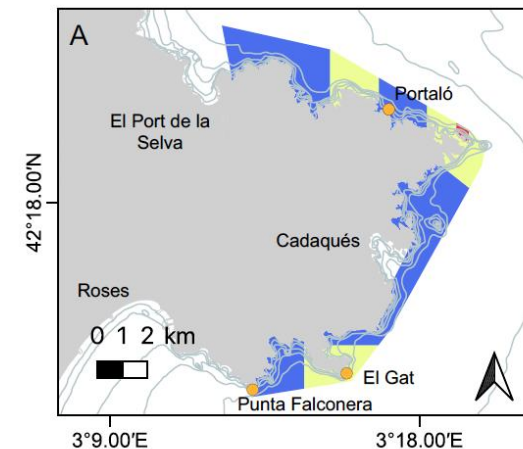 A
Portaló
El Port de la
Selva
42°18.00′N
Cadaqués
Roses
0 1 2 km
El Gat
Punta Falconera
3°9.00′E
3°18.00′E